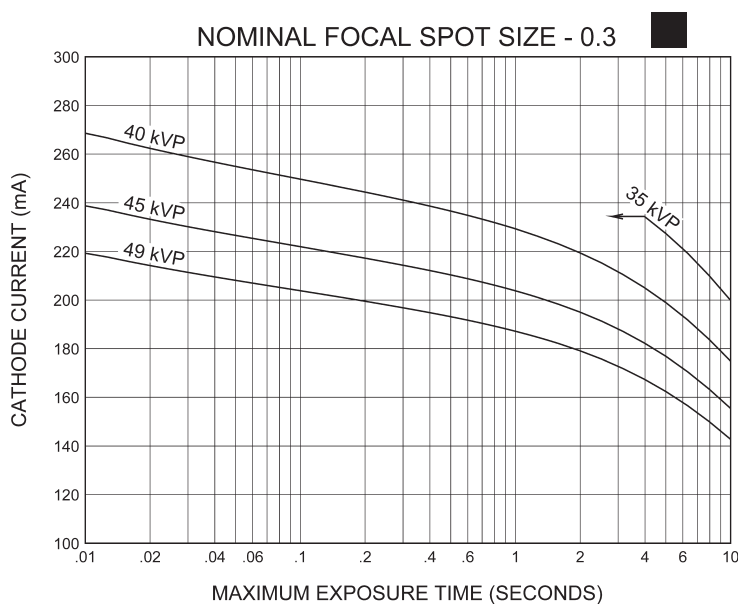 NOMINAL FOCAL SPOT SIZE - 0.3
300
280
260
240
220
200
180
160
140
120
100
CATHODE CURRENT (mA)
40 kVP
45 kVP
49 kVP
35 kVP
.01 .02 .04 .06 .1 .2 .4 .6 1 2 4 6 10
MAXIMUM EXPOSURE TIME (SECONDS)